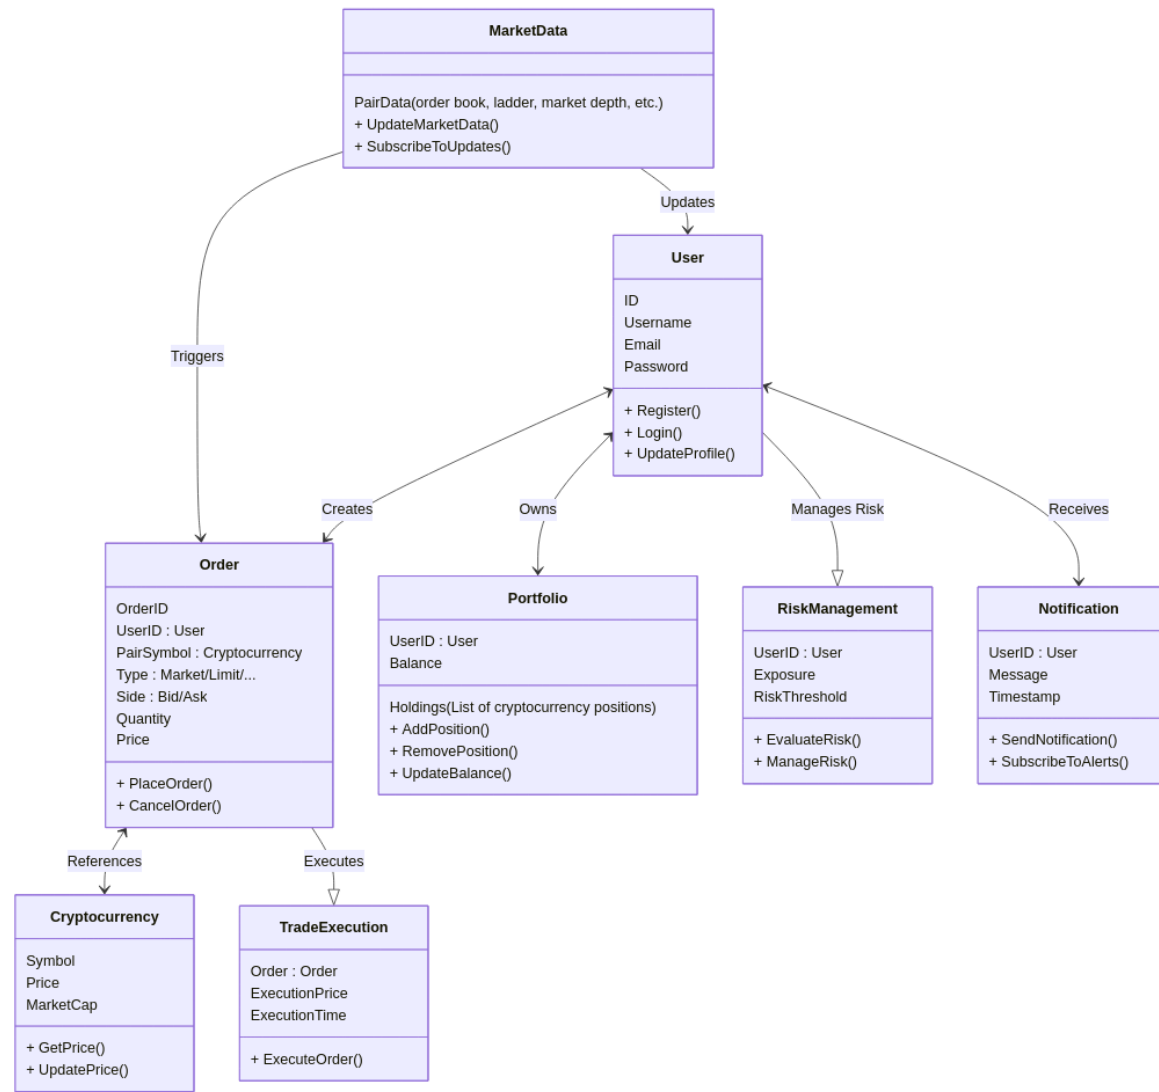 MarketData
PairData(order book, ladder, market depth, etc.)
+ UpdateMarketData()
+ SubscribeToUpdates()
Updates
User
ID
Username
Email
Password
+ Register()
+ Login()
+ UpdateProfile()
Triggers
Creates
Owns
Manages Risk
Receives
Order
OrderID
UserID : User
PairSymbol : Cryptocurrency
Type : Market/Limit/...
Side : Bid/Ask
Quantity
Price
+ PlaceOrder()
+ CancelOrder()
Portfolio
UserID : User
Balance
Holdings(List of cryptocurrency positions)
+ AddPosition()
+ RemovePosition()
+ UpdateBalance()
RiskManagement
UserID : User
Exposure
RiskThreshold
+ EvaluateRisk()
+ ManageRisk()
Notification
UserID : User
Message
Timestamp
+ SendNotification()
+ SubscribeToAlerts()
References
Executes
Cryptocurrency
Symbol
Price
MarketCap
+ GetPrice()
+ UpdatePrice()
TradeExecution
Order : Order
ExecutionPrice
ExecutionTime
+ ExecuteOrder()